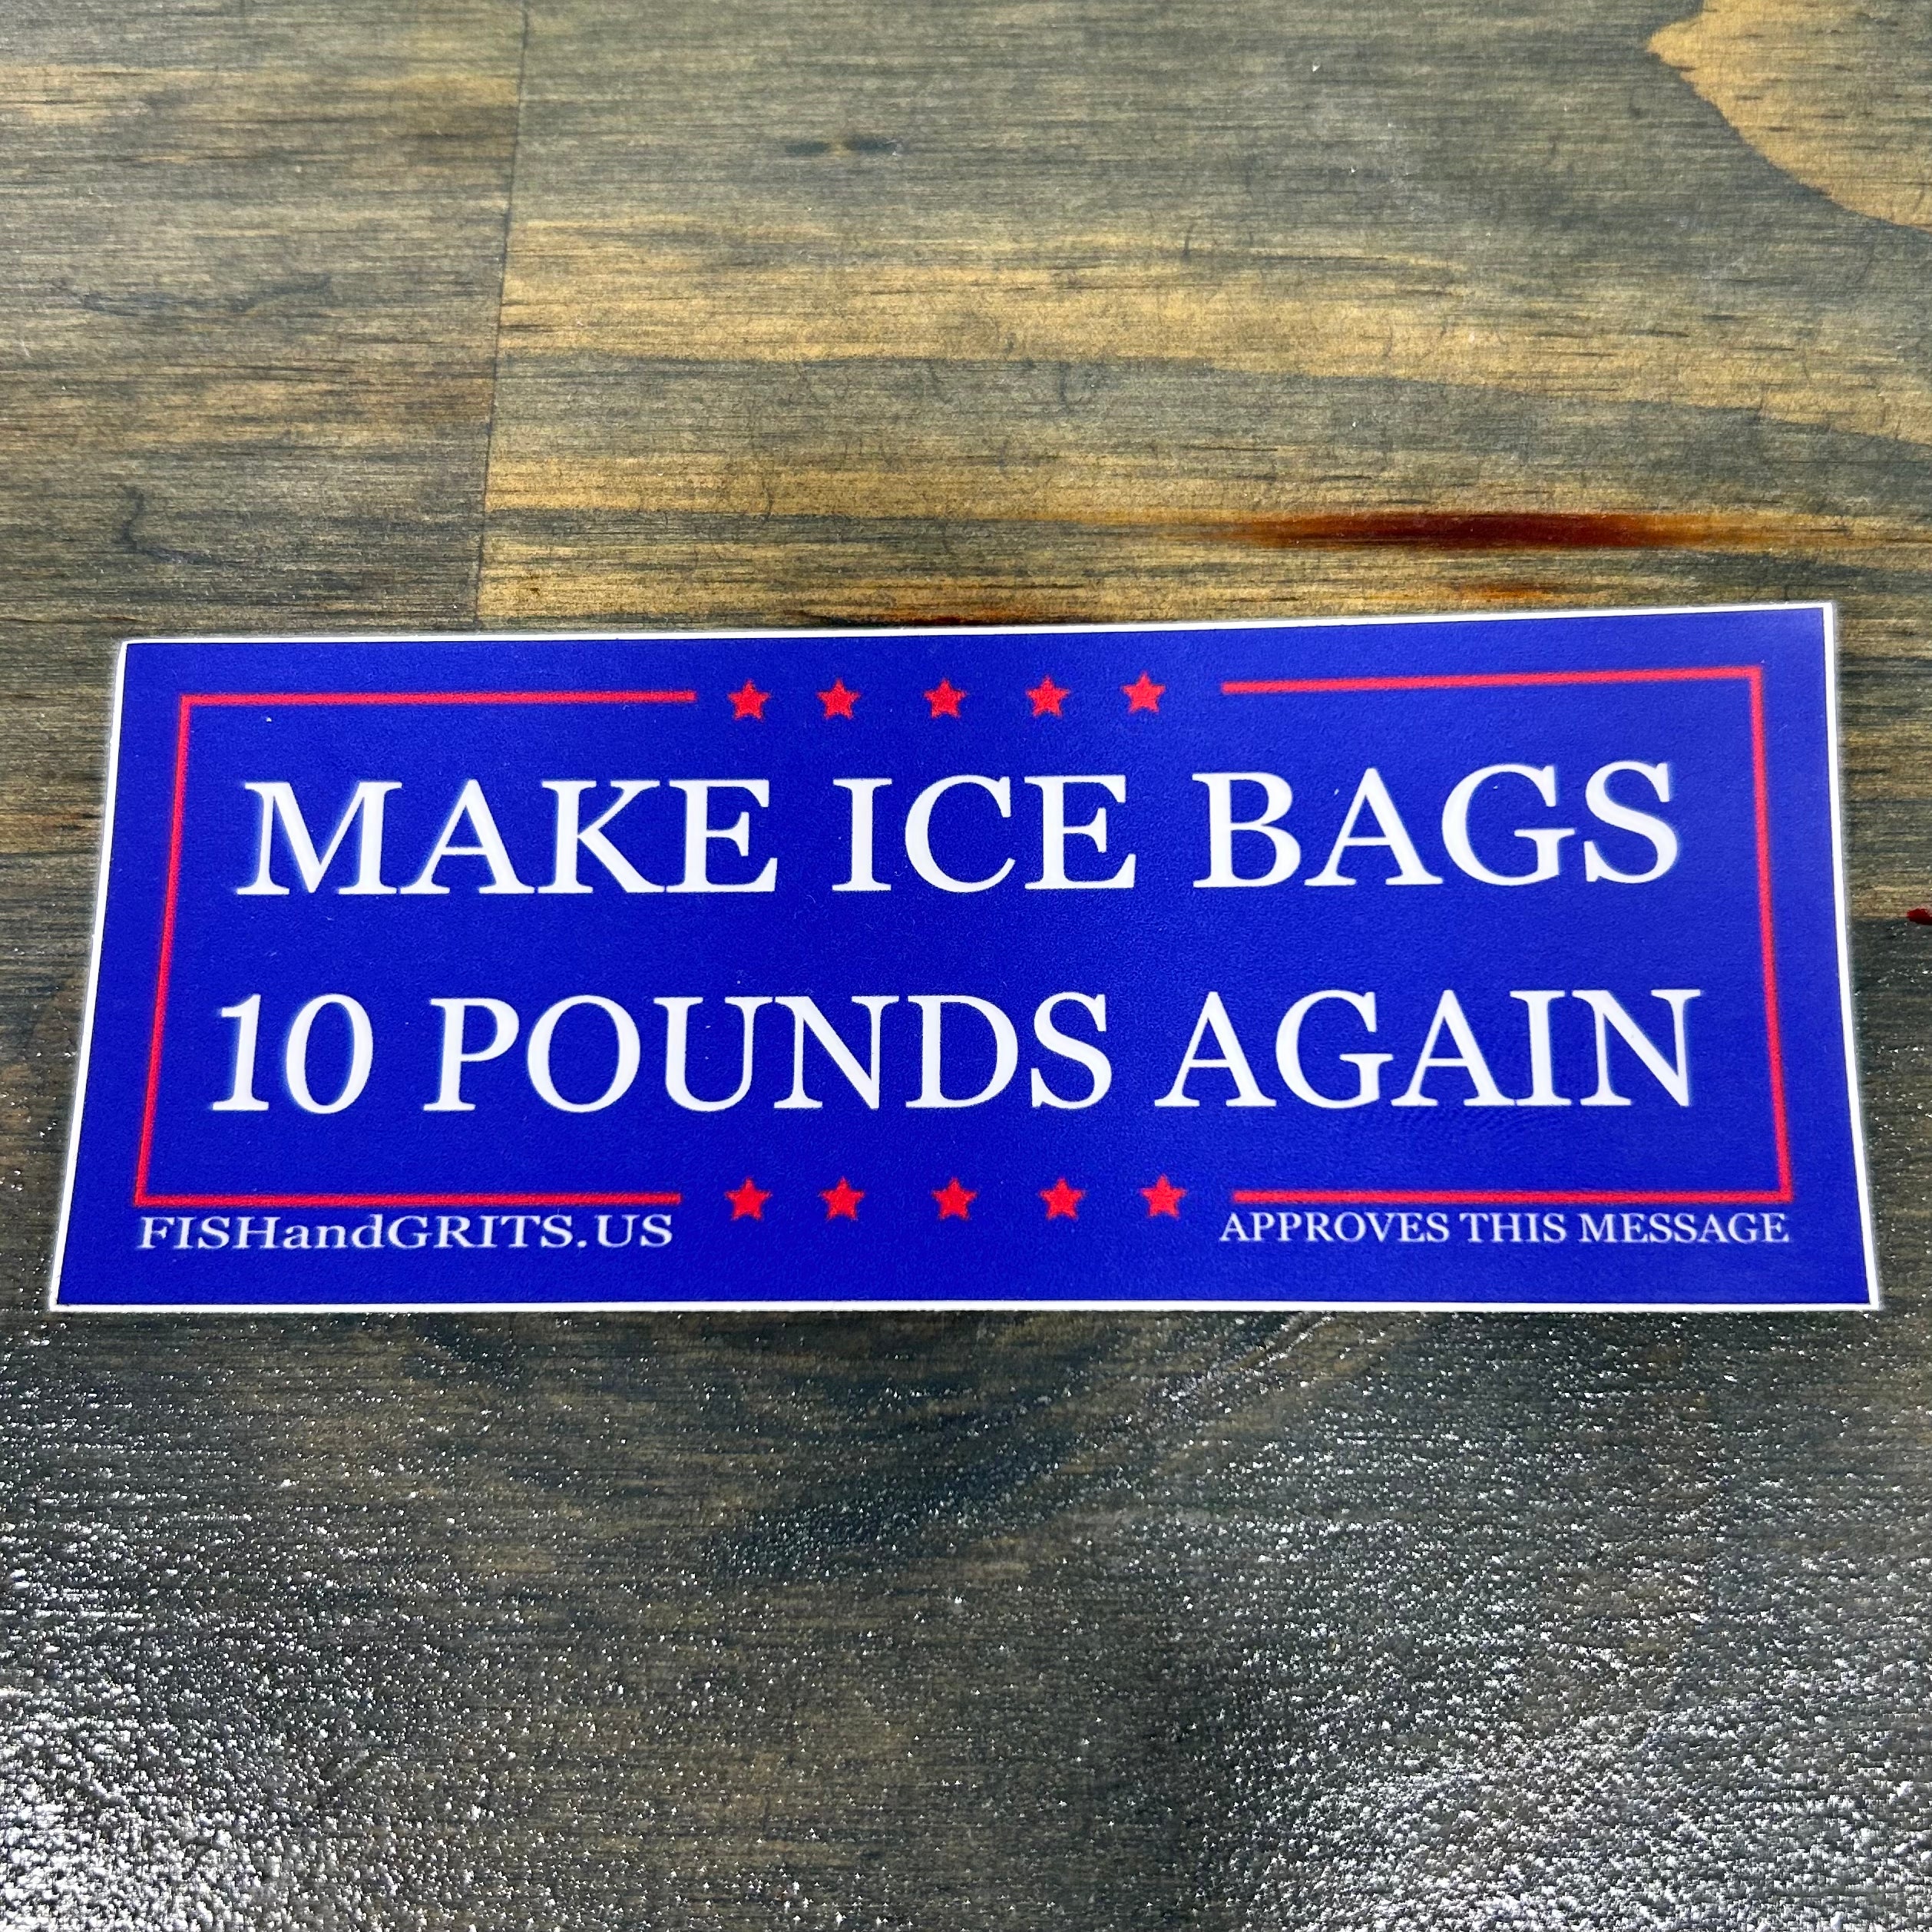 MAKE ICE BAGS
10 POUNDS AGAIN
FISHandGRITS.US APPROVES THIS MESSAGE